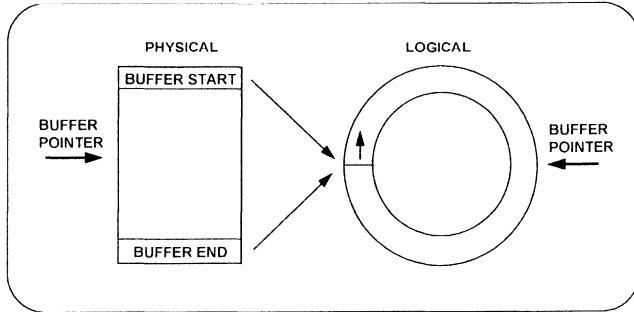 PHYSICAL
LOGICAL
BUFFER START
BUFFER
POINTER
BUFFER
POINTER
BUFFER END